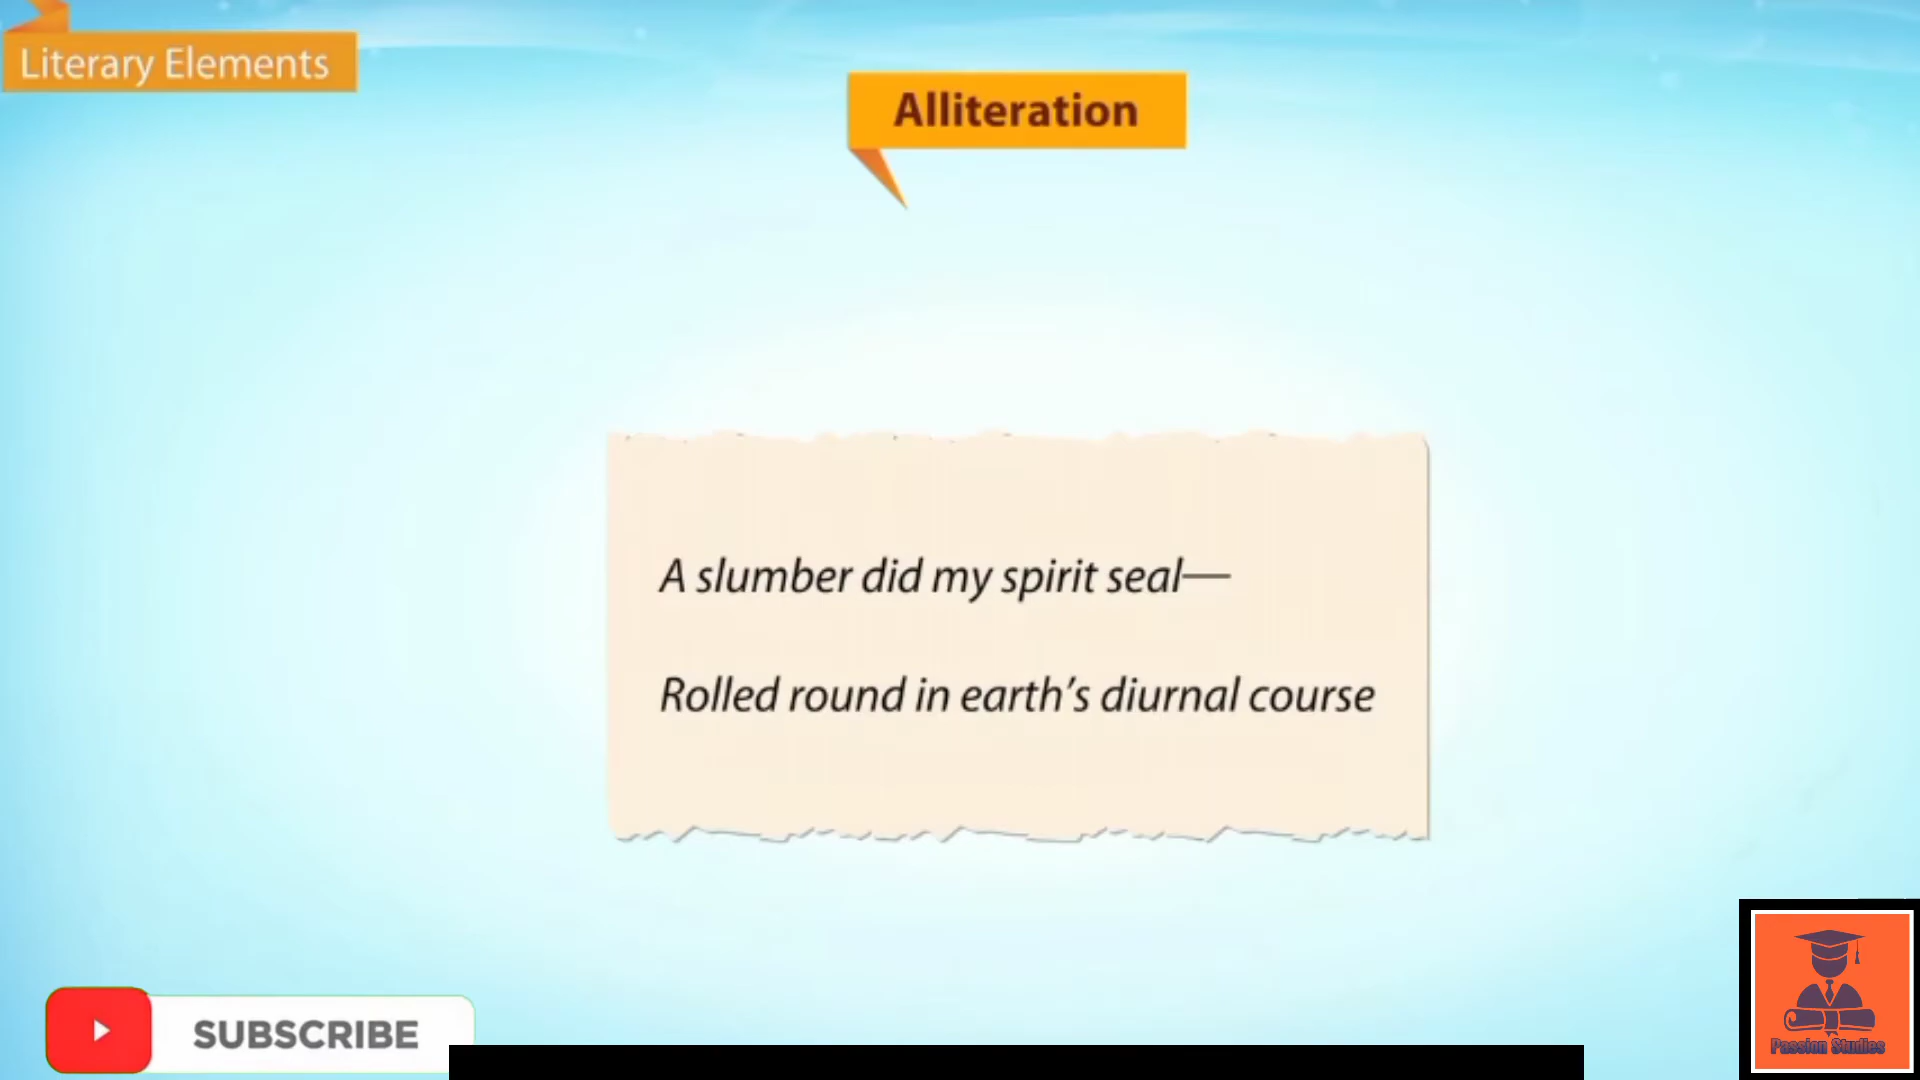 Literary Elements
Alliteration
A slumber did my spirit seal—
Rolled round in earth’s diurnal course
SUBSCRIBE
Passion Studies